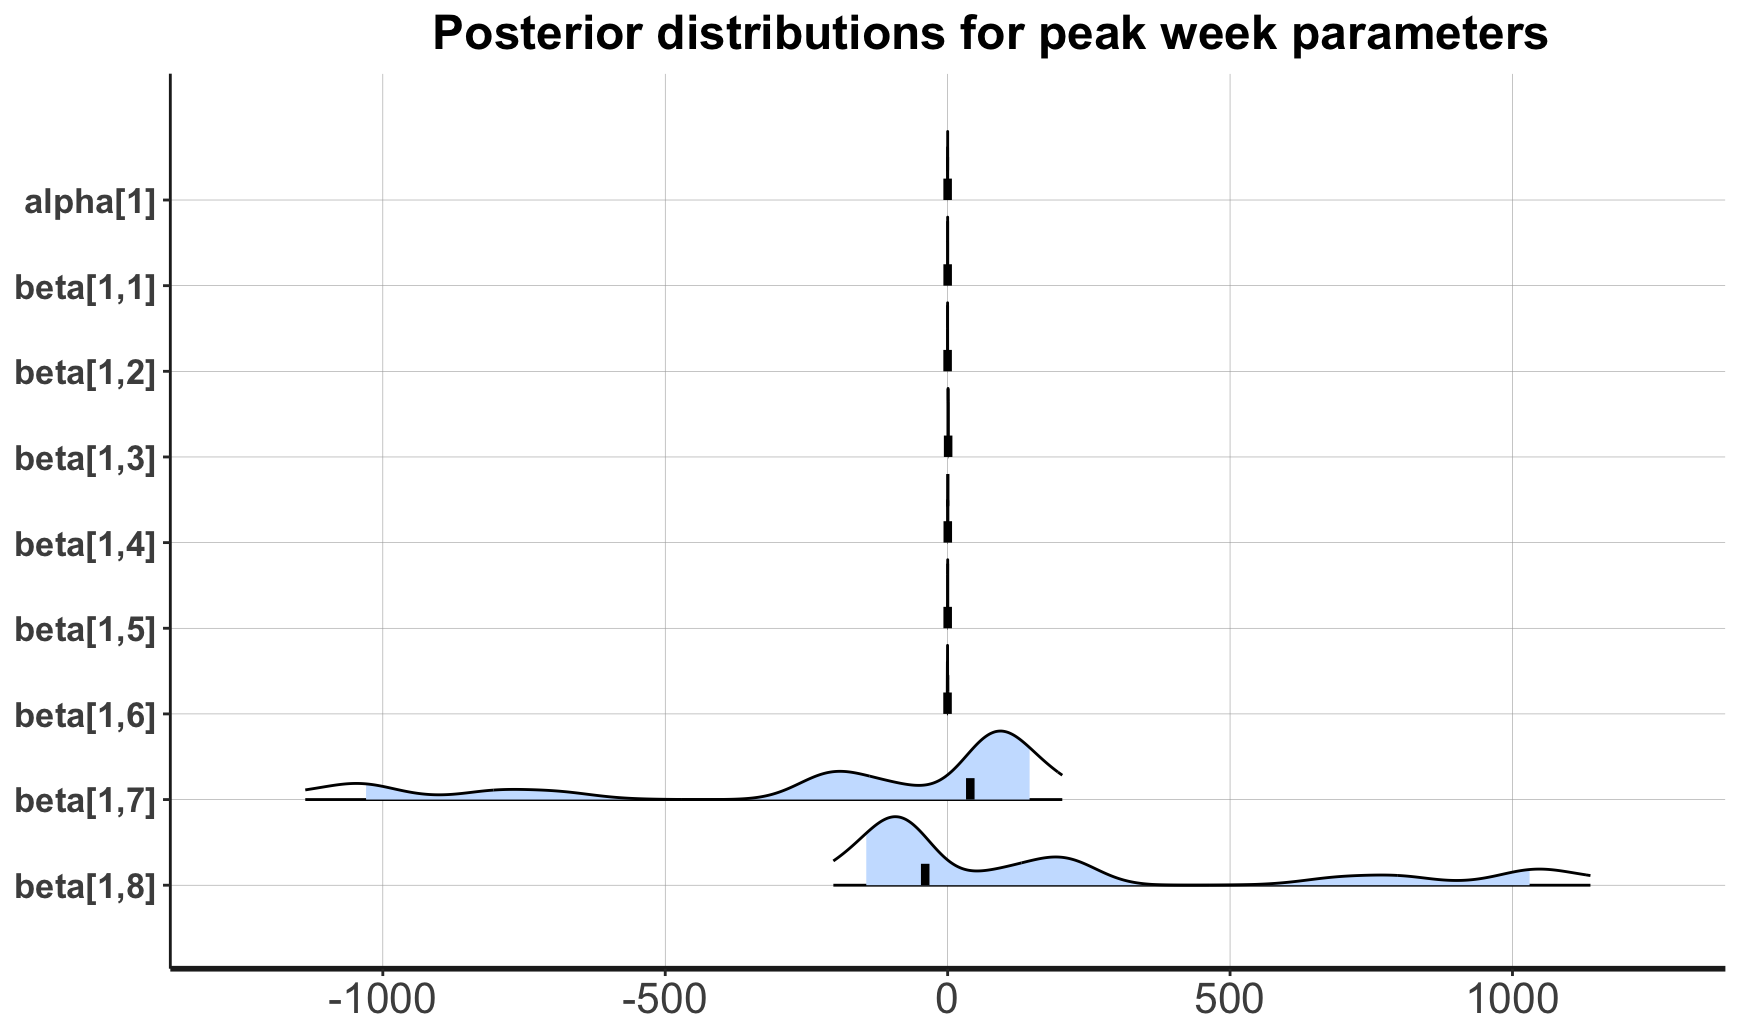 Posterior distributions for peak week parameters
alpha[1]
beta[1,1]
beta[1,2]
beta[1,3]
beta[1,4]
beta[1,5]
beta[1,6]
beta[1,7]
beta[1,8]
-1000 -500 0 500 1000